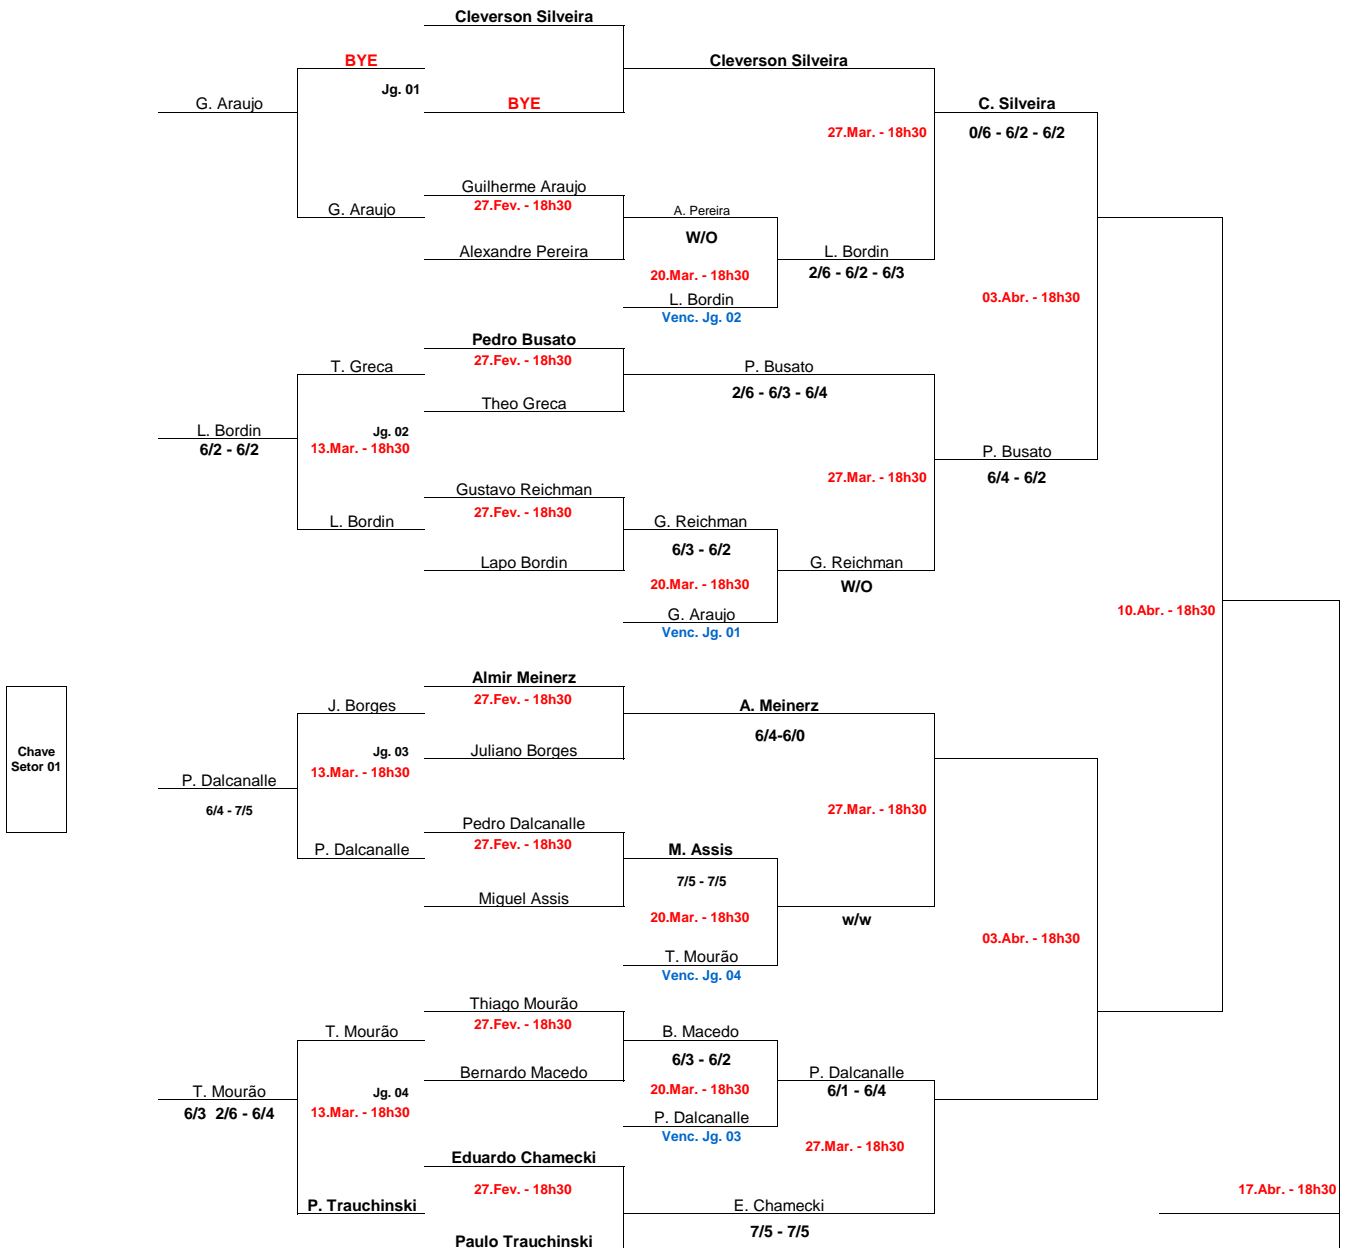 Cleverson Silveira
BYE
Cleverson Silveira
Jg. 01
G. Araujo
BYE
C. Silveira
27.Mar. - 18h30
0/6 - 6/2 - 6/2
Guilherme Araujo
27.Fev. - 18h30
G. Araujo
A. Pereira
W/O
Alexandre Pereira
L. Bordin
20.Mar. - 18h30
2/6 - 6/2 - 6/3
L. Bordin
03.Abr. - 18h30
Venc. Jg. 02
Pedro Busato
27.Fev. - 18h30
T. Greca
P. Busato
2/6 - 6/3 - 6/4
Theo Greca
L. Bordin
Jg. 02
6/2 - 6/2
13.Mar. - 18h30
P. Busato
27.Mar. - 18h30
6/4 - 6/2
Gustavo Reichman
27.Fev. - 18h30
L. Bordin
G. Reichman
6/3 - 6/2
Lapo Bordin
G. Reichman
20.Mar. - 18h30
W/O
G. Araujo
10.Abr. - 18h30
Venc. Jg. 01
Almir Meinerz
27.Fev. - 18h30
J. Borges
A. Meinerz
6/4-6/0
Chave
Setor 01
Jg. 03
Juliano Borges
13.Mar. - 18h30
P. Dalcanalle
6/4 - 7/5
27.Mar. - 18h30
Pedro Dalcanalle
27.Fev. - 18h30
P. Dalcanalle
M. Assis
7/5 - 7/5
Miguel Assis
20.Mar. - 18h30
w/w
03.Abr. - 18h30
T. Mourão
Venc. Jg. 04
Thiago Mourão
27.Fev. - 18h30
T. Mourão
B. Macedo
6/3 - 6/2
Bernardo Macedo
P. Dalcanalle
T. Mourão
Jg. 04
20.Mar. - 18h30
6/1 - 6/4
6/3 2/6 - 6/4
13.Mar. - 18h30
P. Dalcanalle
Venc. Jg. 03
27.Mar. - 18h30
Eduardo Chamecki
27.Fev. - 18h30
17.Abr. - 18h30
P. Trauchinski
E. Chamecki
7/5 - 7/5
Paulo Trauchinski